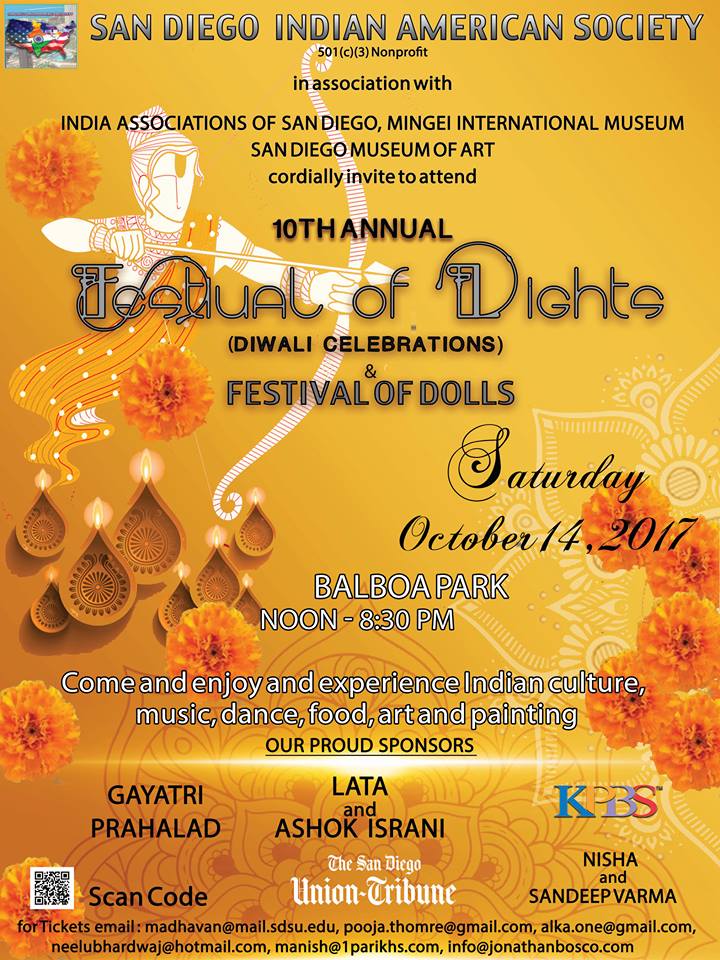 SAN DIEGO INDIAN AMERICAN SOCIETY
501(c)(3) Nonprofit
in association with
INDIA ASSOCIATIONS OF SAN DIEGO, MINGEI INTERNATIONAL MUSEUM
SAN DIEGO MUSEUM OF ART
cordially invite to attend
10TH ANNUAL
Festival of Lights
(DIWALI CELEBRATIONS)
&
FESTIVAL OF DOLLS
Saturday
October 14, 2017
BALBOA PARK
NOON - 8:30 PM
Come and enjoy and experience Indian culture,
music, dance, food, art and painting
OUR PROUD SPONSORS
GAYATRI
PRAHALAD
LATA
and
ASHOK ISRANI
KPBS™
Scan Code
The San Diego
Union-Tribune
NISHA
and
SANDEEP VARMA
for Tickets email : madhavan@mail.sdsu.edu, pooja.thomre@gmail.com, alka.one@gmail.com,
neelubhardwaj@hotmail.com, manish@1parikhs.com, info@jonathanbosco.com